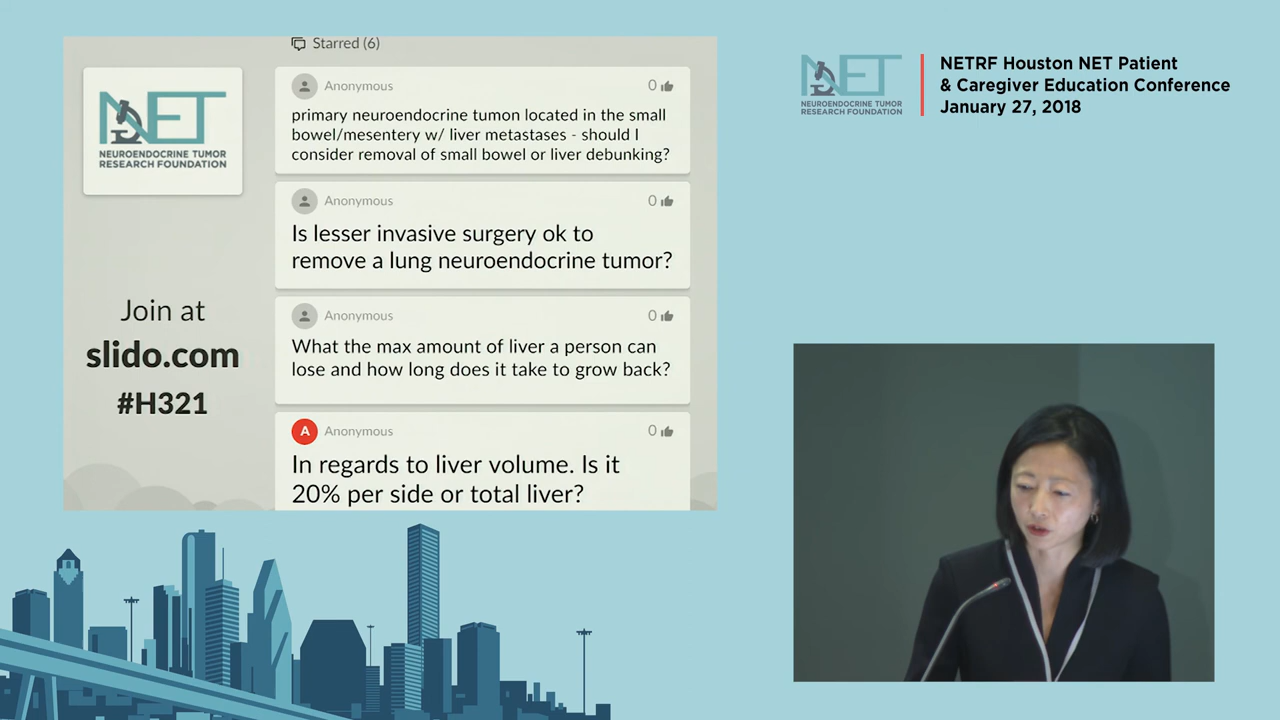 Starred (6)
NET
NEUROENDOCRINE TUMOR
RESEARCH FOUNDATION
Anonymous
0
primary neuroendocrine tumon located in the small
bowel/mesentery w/ liver metastases - should I
consider removal of small bowel or liver debunking?
Anonymous
0
Is lesser invasive surgery ok to
remove a lung neuroendocrine tumor?
Join at
slido.com
#H321
Anonymous
0
What the max amount of liver a person can
lose and how long does it take to grow back?
A
Anonymous
0
In regards to liver volume. Is it
20% per side or total liver?
NET
NEUROENDOCRINE TUMOR
RESEARCH FOUNDATION
NETRF Houston NET Patient
& Caregiver Education Conference
January 27, 2018